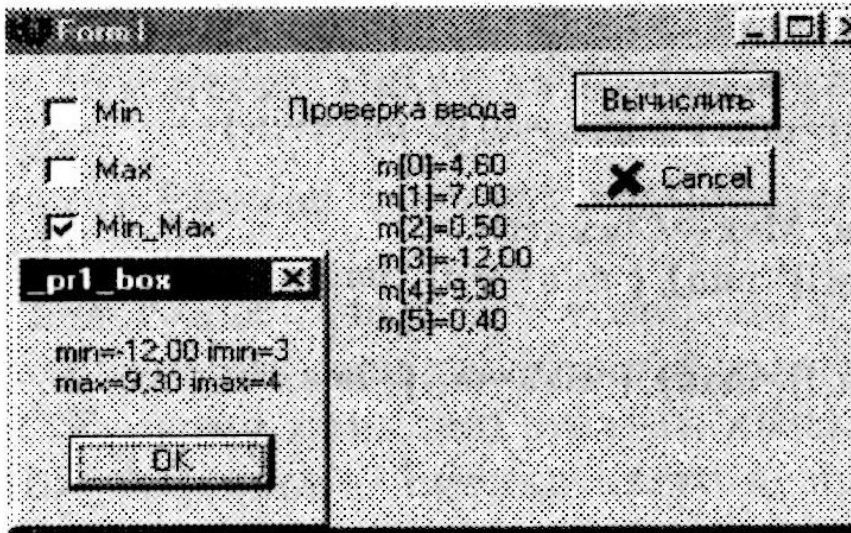 Form1
Min
Max
Min_Max
Проверка ввода
m[0]=4,60
m[1]=7,00
m[2]=0,50
m[3]=-12,00
m[4]=9,30
m[5]=0,40
Вычислить
Cancel
_pr1_box
min=-12,00 imin=3
max=9,30 imax=4
OK